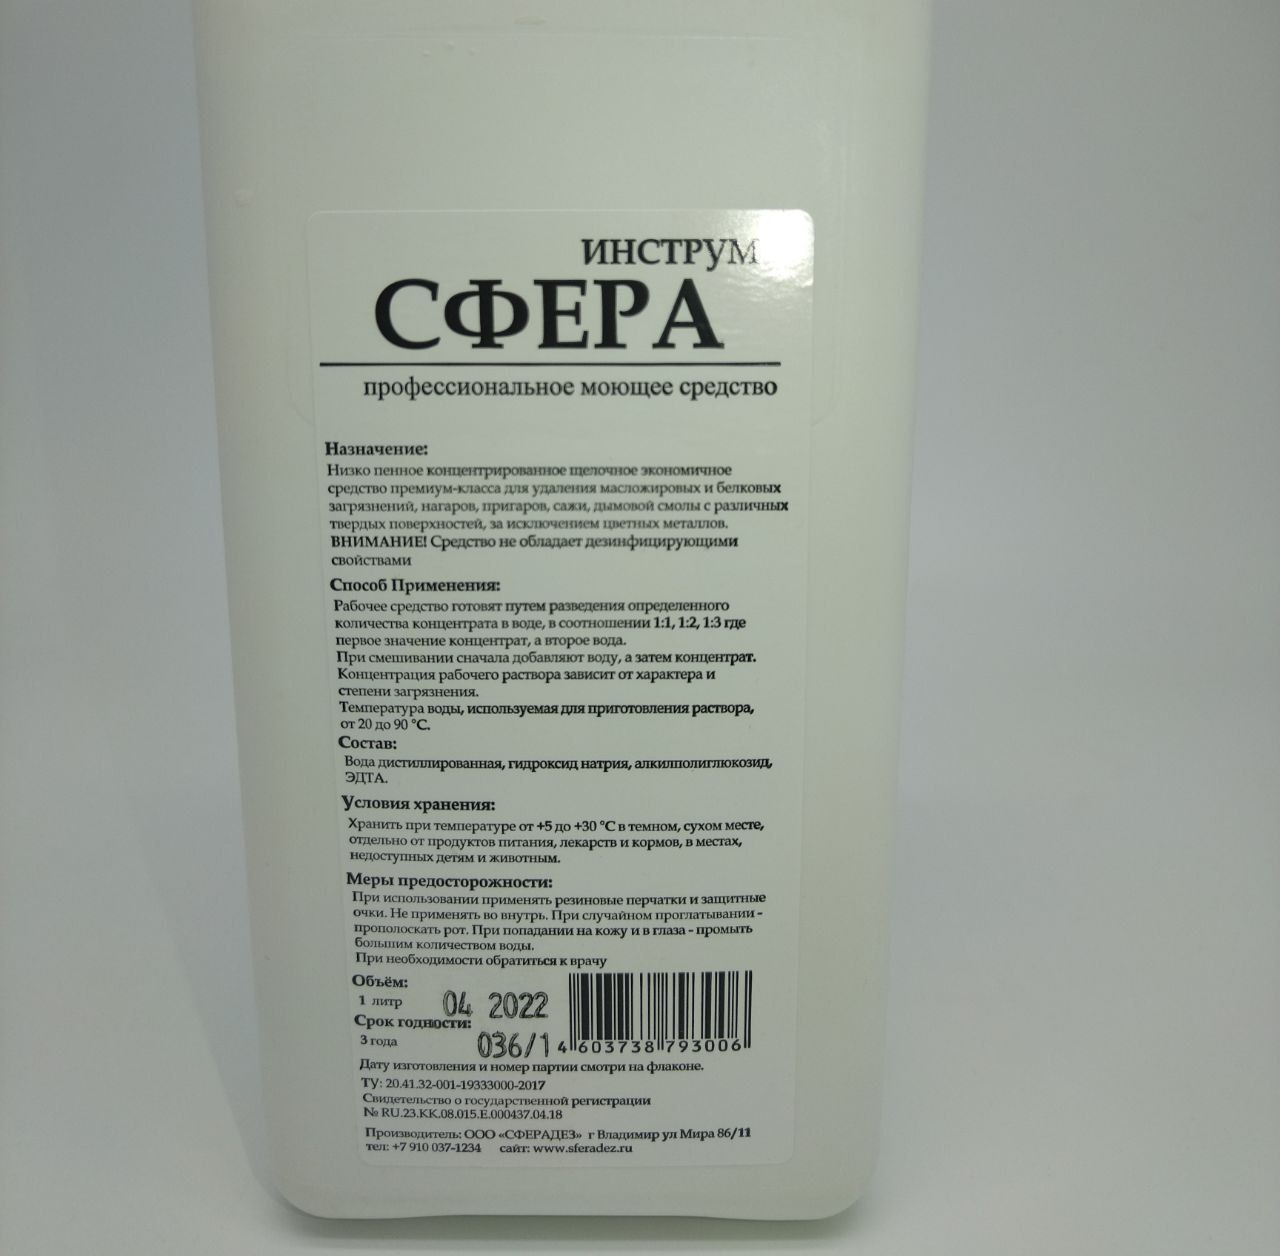 ИНСТРУМ
СФЕРА
профессиональное моющее средство
Назначение:
Низко пенное концентрированное щелочное экономичное
средство премиум-класса для удаления масложировых и белковых
загрязнений, нагаров, пригаров, сажи, дымовой смолы с различных
твердых поверхностей, за исключением цветных металлов.
ВНИМАНИЕ! Средство не обладает дезинфицирующими
свойствами
Способ Применения:
Рабочее средство готовят путем разведения определенного
количества концентрата в воде, в соотношении 1:1, 1:2, 1:3 где
первое значение концентрат, а второе вода.
При смешивании сначала добавляют воду, а затем концентрат.
Концентрация рабочего раствора зависит от характера и
степени загрязнения.
Температура воды, используемая для приготовления раствора,
от 20 до 90 °С.
Состав:
Вода дистиллированная, гидроксид натрия, алкилполиглюкозид,
ЭДТА.
Условия хранения:
Хранить при температуре от +5 до +30 °С в темном, сухом месте,
отдельно от продуктов питания, лекарств и кормов, в местах,
недоступных детям и животным.
Меры предосторожности:
При использовании применять резиновые перчатки и защитные
очки. Не применять во внутрь. При случайном проглатывании -
прополоскать рот. При попадании на кожу и в глаза - промыть
большим количеством воды.
При необходимости обратиться к врачу
Объём:
1 литр 04 2022
Срок годности:
3 года 036/1 4 603738 793006
Дату изготовления и номер партии смотри на флаконе.
ТУ: 20.41.32-001-19333000-2017
Свидетельство о государственной регистрации
№ RU.23.КК.08.015.Е.000437.04.18
Производитель: ООО «СФЕРАДЕЗ» г Владимир ул Мира 86/11
тел: +7 910 037-1234 сайт: www.sferadez.ru